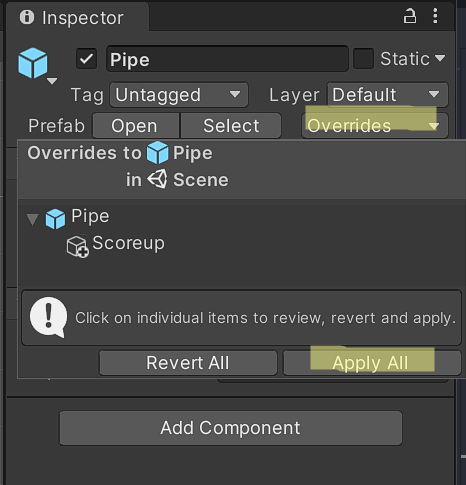 Inspector
Pipe
Static
Tag Untagged Layer Default
Prefab Open Select Overrides
Overrides to Pipe
in Scene
Pipe
Scoreup
Click on individual items to review, revert and apply.
Revert All Apply All
Add Component